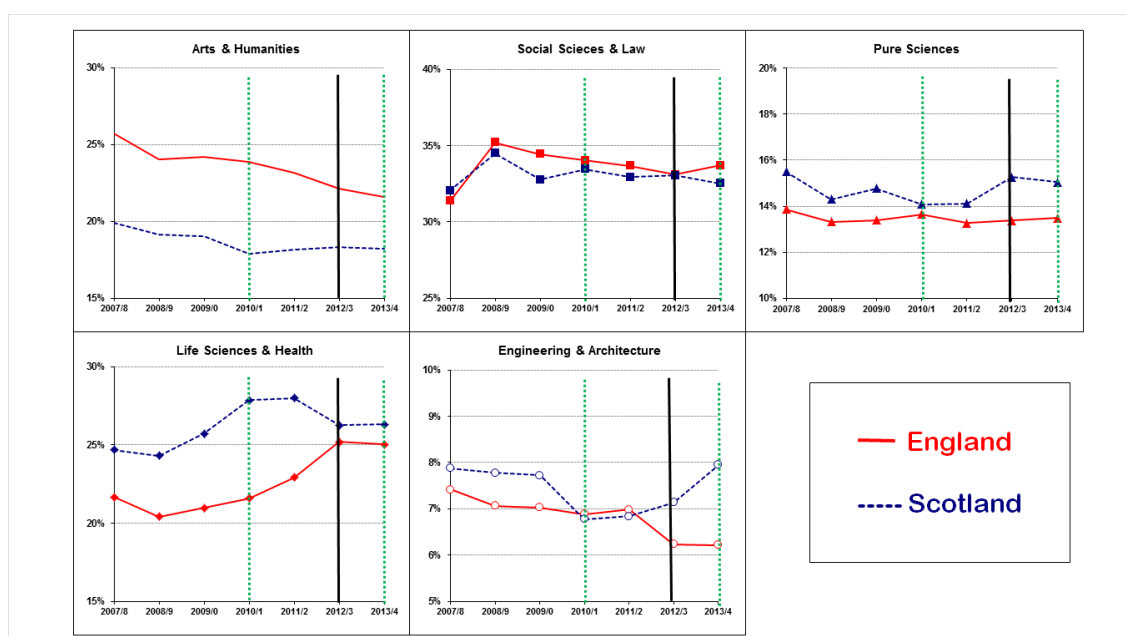 Arts & Humanities
30%
25%
20%
15%
2007/8 2008/9 2009/0 2010/1 2011/2 2012/3 2013/4
Social Scieces & Law
40%
35%
30%
25%
2007/8 2008/9 2009/0 2010/1 2011/2 2012/3 2013/4
Pure Sciences
20%
18%
16%
14%
12%
10%
2007/8 2008/9 2009/0 2010/1 2011/2 2012/3 2013/4
Life Sciences & Health
30%
25%
20%
15%
2007/8 2008/9 2009/0 2010/1 2011/2 2012/3 2013/4
Engineering & Architecture
10%
9%
8%
7%
6%
5%
2007/8 2008/9 2009/0 2010/1 2011/2 2012/3 2013/4
England
Scotland